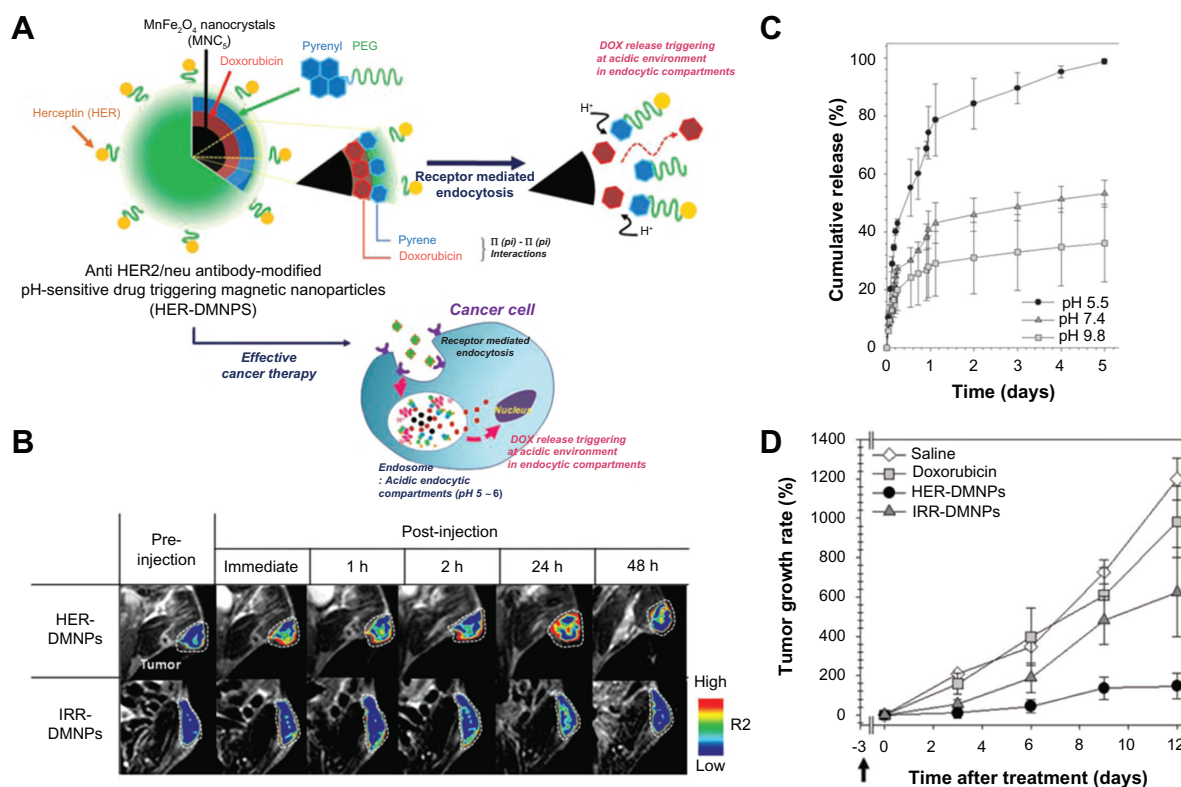 A
MnFe₂O₄ nanocrystals
(MNC₅)
Doxorubicin
Pyrenyl PEG
Herceptin (HER)
DOX release triggering
at acidic environment
in endocytic compartments
H⁺
Receptor mediated
endocytosis
H⁺
Pyrene
Doxorubicin
Π (pi) - Π (pi)
Interactions
Anti HER2/neu antibody-modified
pH-sensitive drug triggering magnetic nanoparticles
(HER-DMNPS)
Effective
cancer therapy
Cancer cell
Receptor mediated
endocytosis
Nucleus
DOX release triggering
at acidic environment
in endocytic compartments
Endosome
: Acidic endocytic
compartments (pH 5 ~ 6)
B
Pre-
injection
Post-injection
Immediate
1 h
2 h
24 h
48 h
HER-
DMNPs
Tumor
IRR-
DMNPs
High
R2
Low
C
Cumulative release (%)
100
80
60
40
20
0
pH 5.5
pH 7.4
pH 9.8
0 1 2 3 4 5
Time (days)
D
Tumor growth rate (%)
1400
1200
1000
800
600
400
200
0
Saline
Doxorubicin
HER-DMNPs
IRR-DMNPs
-3 0 2 4 6 8 10 12
Time after treatment (days)